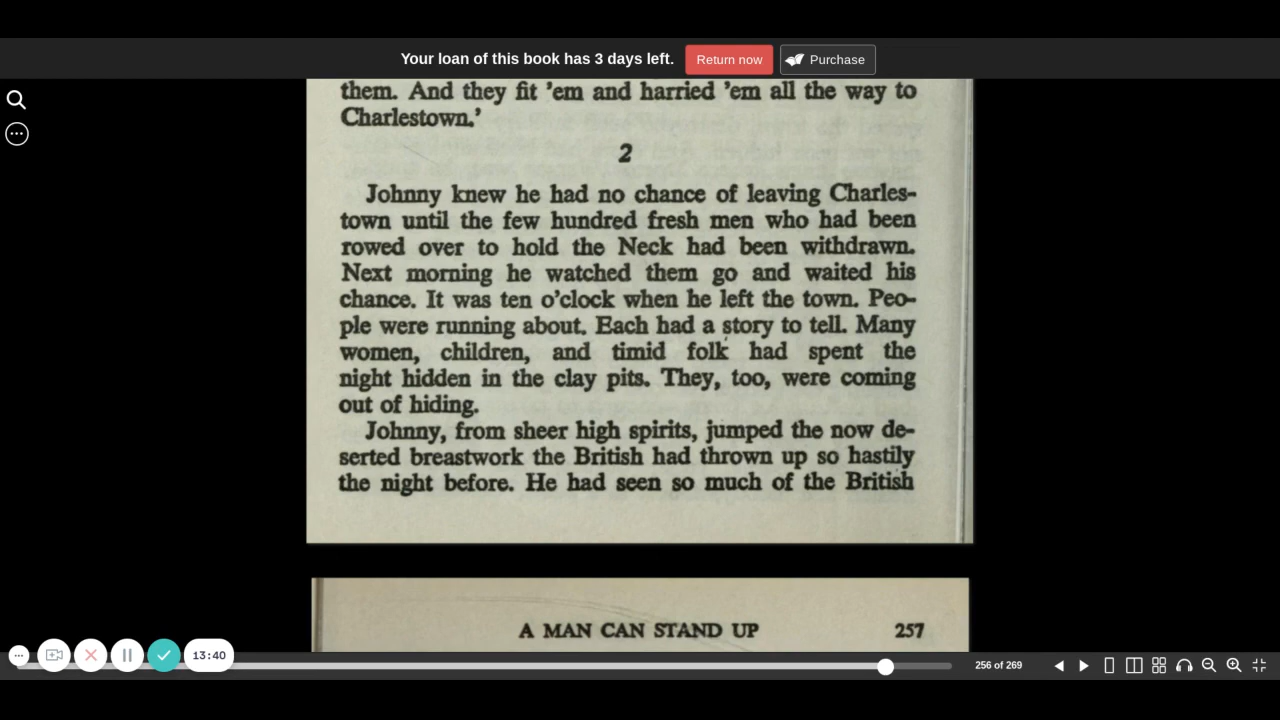 Your loan of this book has 3 days left. Return now Purchase
them. And they fit 'em and harried 'em all the way to
Charlestown.'
2
Johnny knew he had no chance of leaving Charles-
town until the few hundred fresh men who had been
rowed over to hold the Neck had been withdrawn.
Next morning he watched them go and waited his
chance. It was ten o'clock when he left the town. Peo-
ple were running about. Each had a story to tell. Many
women, children, and timid folk had spent the
night hidden in the clay pits. They, too, were coming
out of hiding.
Johnny, from sheer high spirits, jumped the now de-
serted breastwork the British had thrown up so hastily
the night before. He had seen so much of the British
A MAN CAN STAND UP 257
13:40
256 of 269